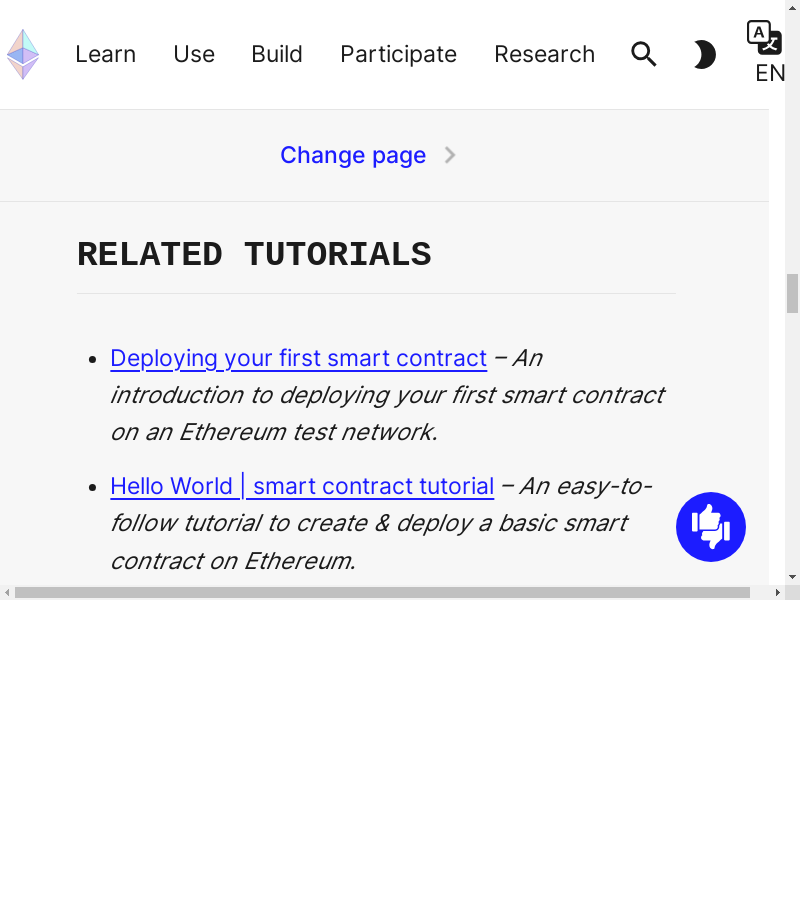 Learn Use Build Participate Research
EN
Change page
RELATED TUTORIALS
Deploying your first smart contract – An
introduction to deploying your first smart contract
on an Ethereum test network.
Hello World | smart contract tutorial – An easy-to-
follow tutorial to create & deploy a basic smart
contract on Ethereum.